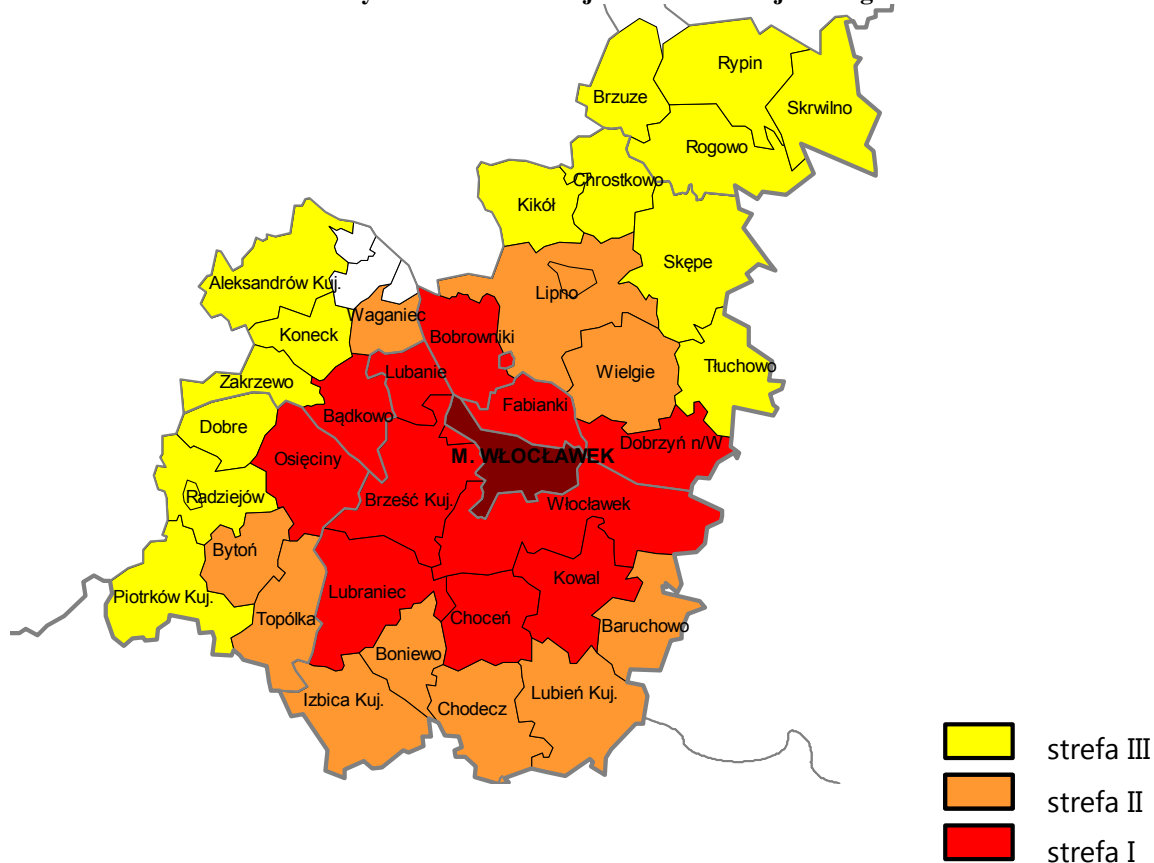 Rypin
Brzuze
Skrwilno
Rogowo
Chrostkowo
Kikół
Skępe
Aleksandrów Kuj.
Lipno
Waganiec
Koneck
Bobrowniki
Tłuchowo
Lubanie
Wielgie
Zakrzewo
Fabianki
Bądkowo
Dobre
Dobrzyń n/W
M. WŁOCŁAWEK
Osięciny
Radziejów
Brześć Kuj.
Włocławek
Bytoń
Kowal
Lubraniec
Piotrków Kuj.
Choceń
Topólka
Baruchowo
Boniewo
Lubień Kuj.
Izbica Kuj.
Chodecz
strefa III
strefa II
strefa I